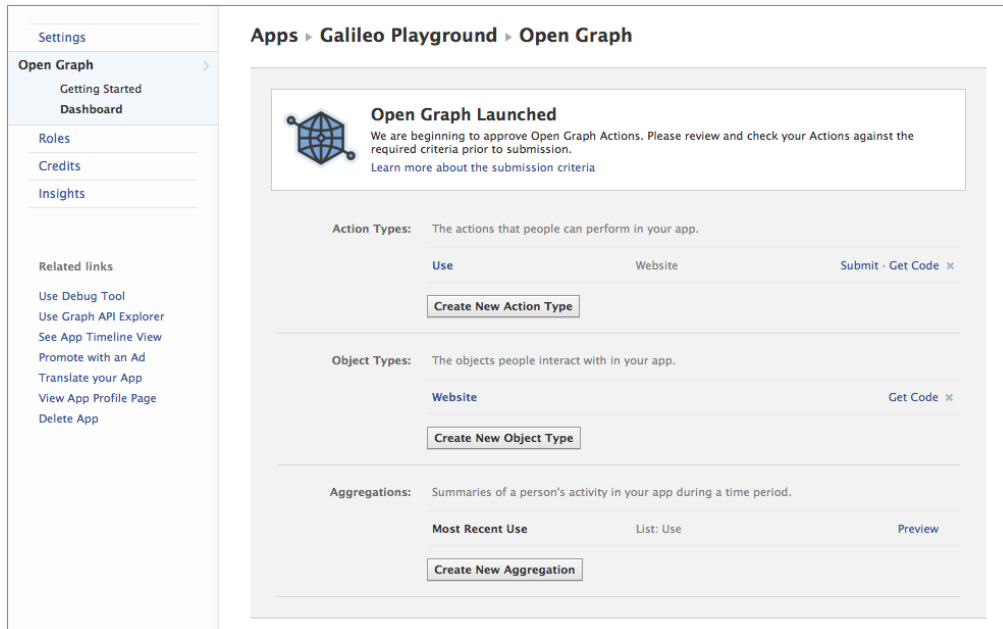 Settings
Open Graph
Getting Started
Dashboard
Roles
Credits
Insights
Related links
Use Debug Tool
Use Graph API Explorer
See App Timeline View
Promote with an Ad
Translate your App
View App Profile Page
Delete App
Apps ▸ Galileo Playground ▸ Open Graph
Open Graph Launched
We are beginning to approve Open Graph Actions. Please review and check your Actions against the
required criteria prior to submission.
Learn more about the submission criteria
Action Types: The actions that people can perform in your app.
Use Website Submit · Get Code ×
Create New Action Type
Object Types: The objects people interact with in your app.
Website Get Code ×
Create New Object Type
Aggregations: Summaries of a person's activity in your app during a time period.
Most Recent Use List: Use Preview
Create New Aggregation